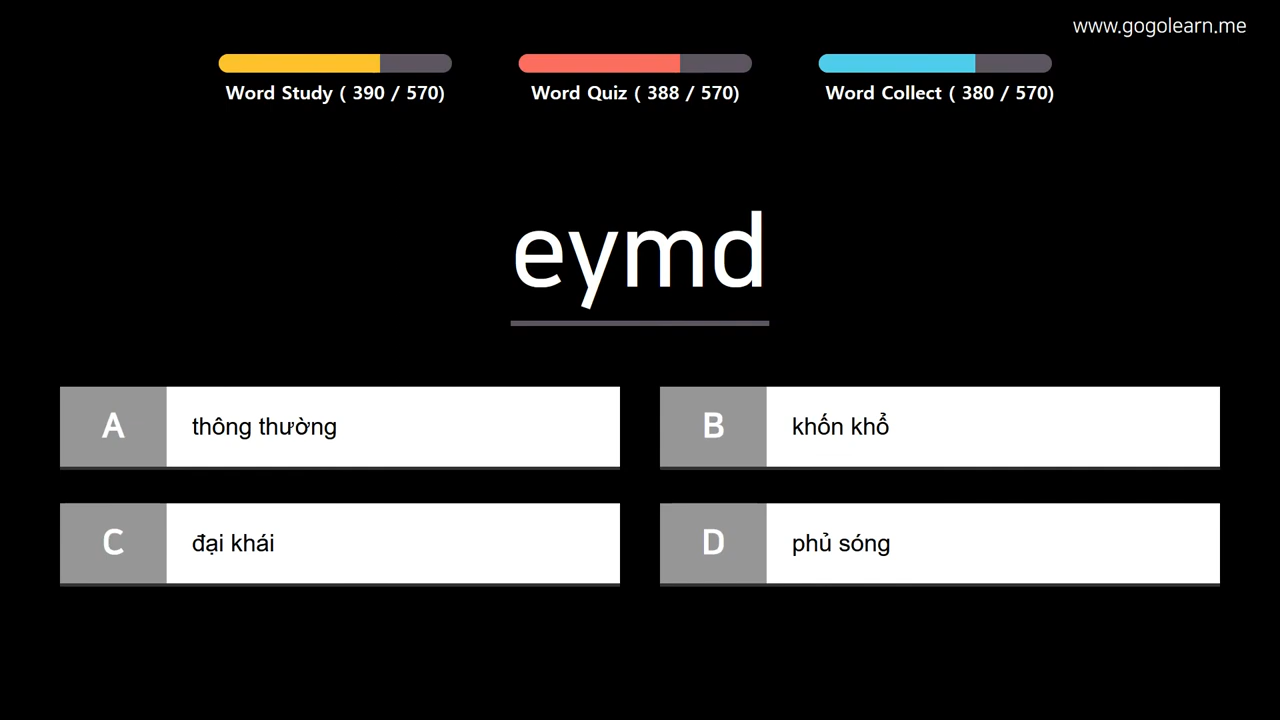 www.gogolearn.me
Word Study ( 390 / 570)
Word Quiz ( 388 / 570)
Word Collect ( 380 / 570)
eymd
A thông thường
B khốn khổ
C đại khái
D phủ sóng